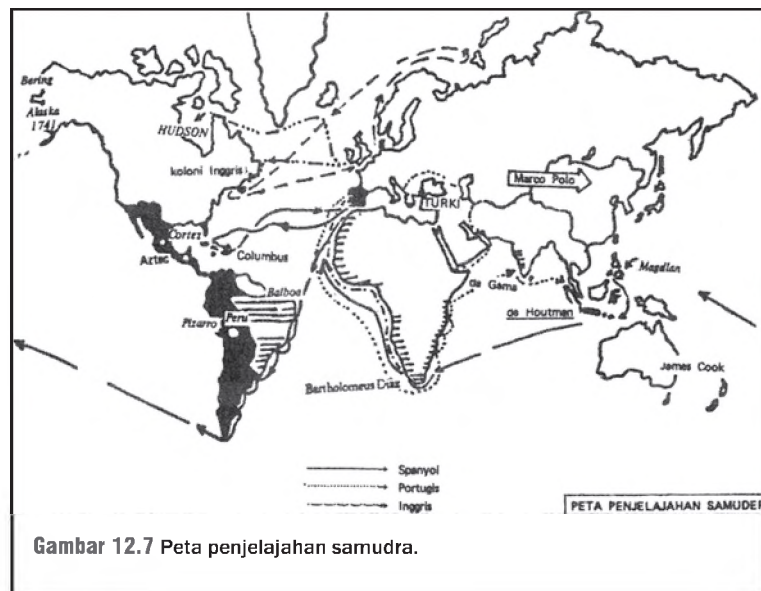 Bering
Alaska
1741
HUDSON
koloni Inggris
Marco Polo
TURKI
Cortez
Aztec
Columbus
Magellan
Balboa
da Gama
Pizarro
Peru
de Houtman
James Cook
Bartholomeus Diaz
Spanyol
Portugis
Inggris
PETA PENJELAJAHAN SAMUDER
Gambar 12.7 Peta penjelajahan samudra.